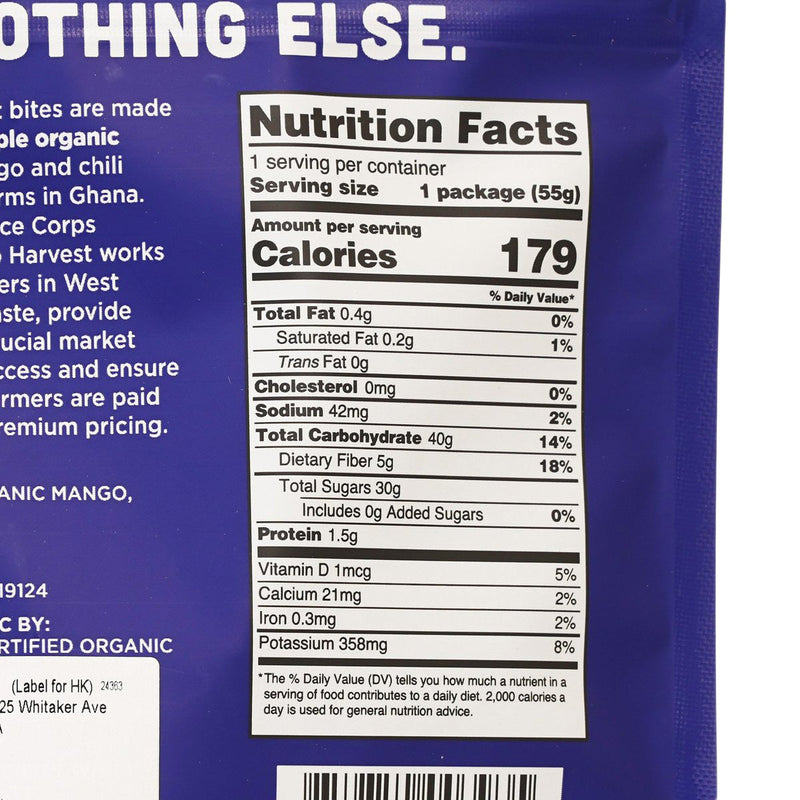 OTHING ELSE.
bites are made
ple organic
go and chili
rms in Ghana.
ce Corps
Harvest works
ers in West
ste, provide
ucial market
ccess and ensure
rmers are paid
remium pricing.
ANIC MANGO,
19124
C BY:
RTIFIED ORGANIC
(Label for HK) 24363
25 Whitaker Ave
A
Nutrition Facts
1 serving per container
Serving size 1 package (55g)
Amount per serving
Calories 179
% Daily Value*
Total Fat 0.4g 0%
Saturated Fat 0.2g 1%
Trans Fat 0g
Cholesterol 0mg 0%
Sodium 42mg 2%
Total Carbohydrate 40g 14%
Dietary Fiber 5g 18%
Total Sugars 30g
Includes 0g Added Sugars 0%
Protein 1.5g
Vitamin D 1mcg 5%
Calcium 21mg 2%
Iron 0.3mg 2%
Potassium 358mg 8%
*The % Daily Value (DV) tells you how much a nutrient in a
serving of food contributes to a daily diet. 2,000 calories a
day is used for general nutrition advice.